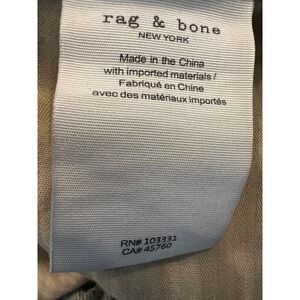 rag & bone
NEW YORK
Made in the China
with imported materials /
Fabriqué en Chine
avec des matériaux importés
RN# 103331
CA# 45760